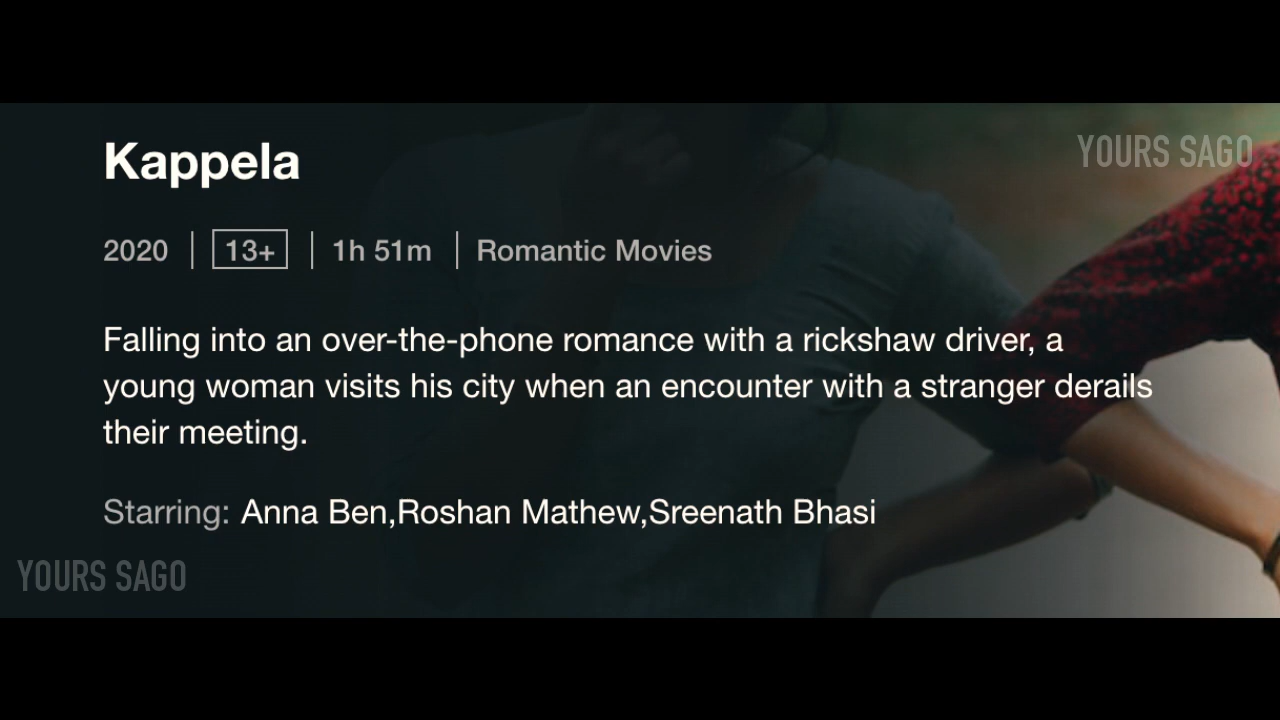 YOURS SAGO
Kappela
2020 | 13+ | 1h 51m | Romantic Movies
Falling into an over-the-phone romance with a rickshaw driver, a
young woman visits his city when an encounter with a stranger derails
their meeting.
Starring: Anna Ben,Roshan Mathew,Sreenath Bhasi
YOURS SAGO